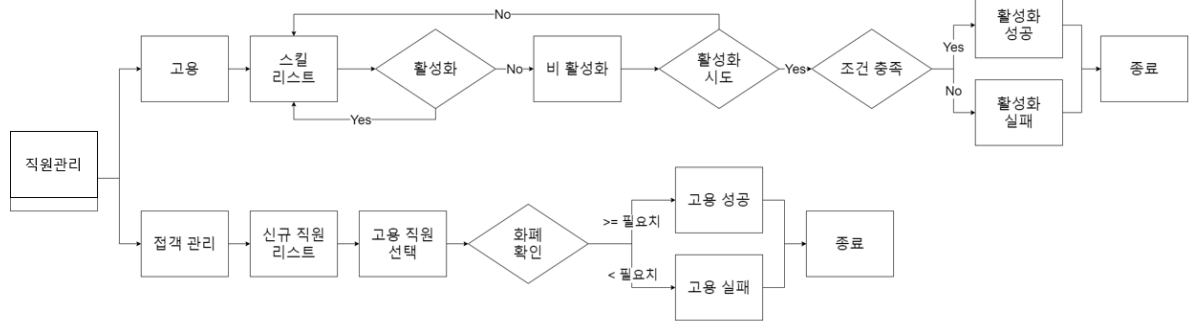 직원관리
고용
스킬
리스트
활성화
Yes
No
비 활성화
활성화
시도
No
Yes
조건 충족
Yes
No
활성화
성공
활성화
실패
종료
접객 관리
신규 직원
리스트
고용 직원
선택
화폐
확인
>= 필요치
< 필요치
고용 성공
고용 실패
종료